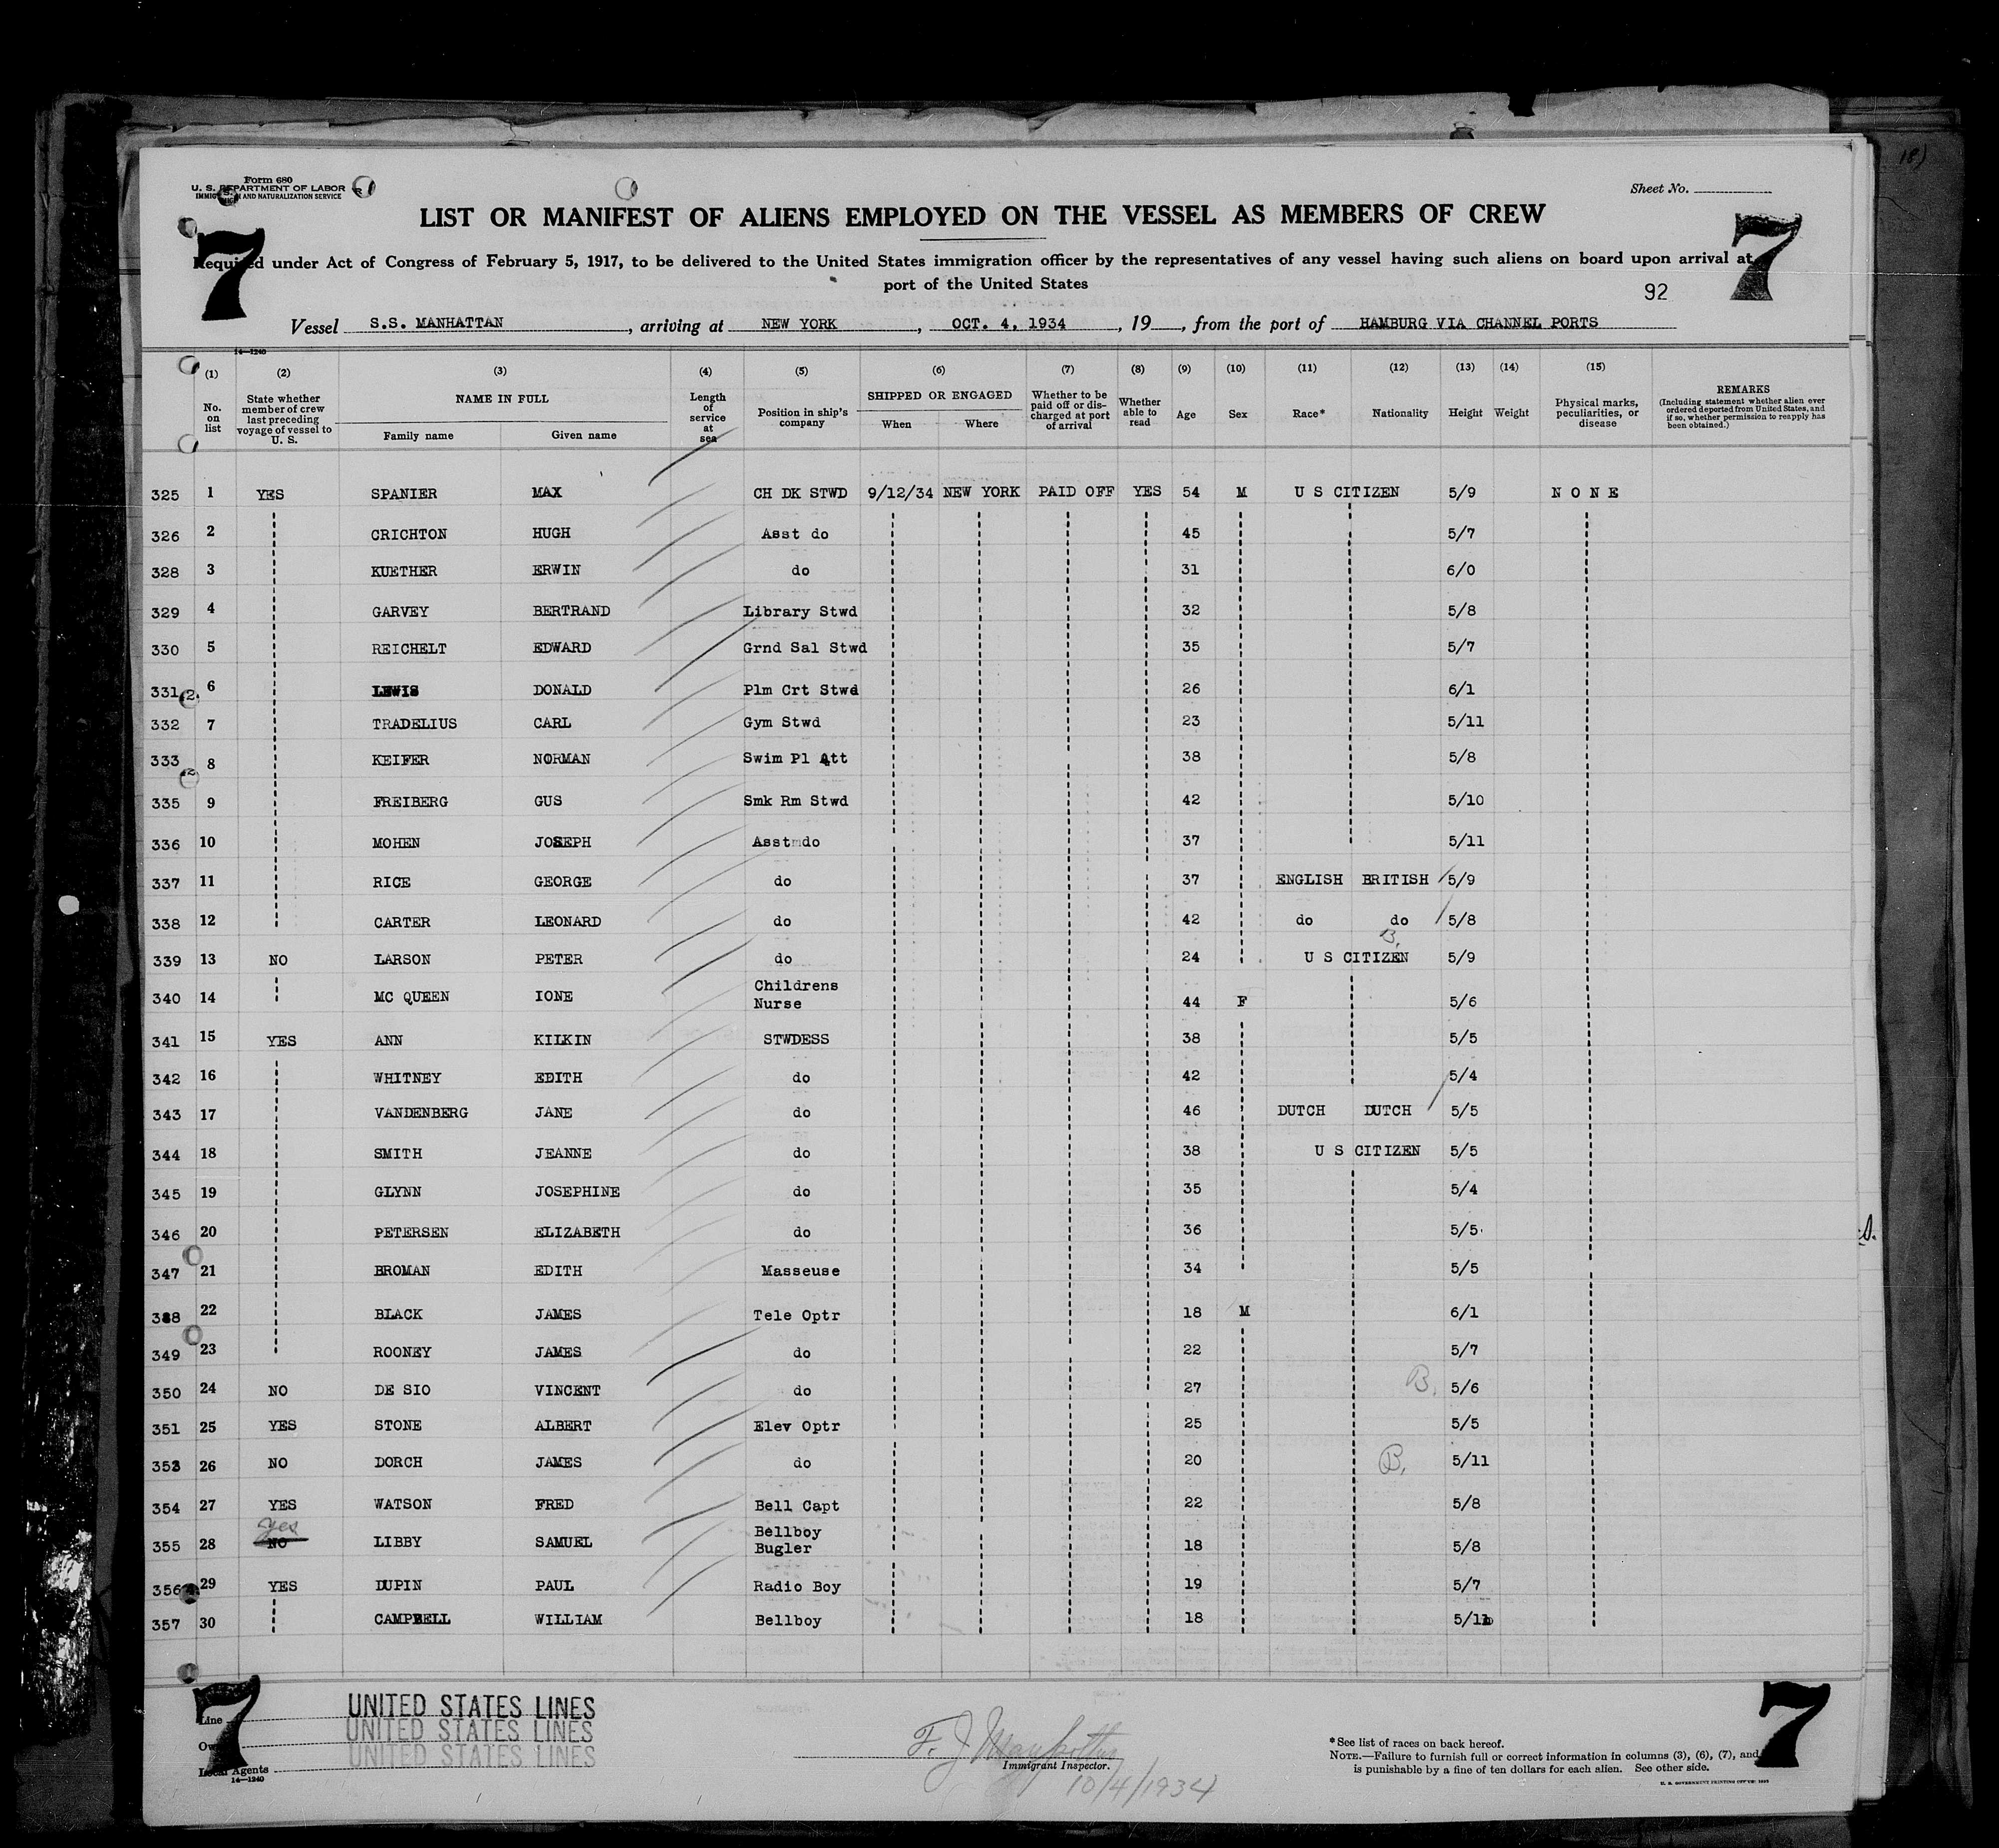 Form 680
U. S. DEPARTMENT OF LABOR
IMMIGRATION AND NATURALIZATION SERVICE
Sheet No.
LIST OR MANIFEST OF ALIENS EMPLOYED ON THE VESSEL AS MEMBERS OF CREW
7 7
Required under Act of Congress of February 5, 1917, to be delivered to the United States immigration officer by the representatives of any vessel having such aliens on board upon arrival at
port of the United States
92
Vessel S.S. MANHATTAN, arriving at NEW YORK, OCT. 4, 1934, 19, from the port of HAMBURG VIA CHANNEL PORTS
14—1240
(1) (2) (3) (4) (5) (6) (7) (8) (9) (10) (11) (12) (13) (14) (15)
No. on list State whether member of crew last preceding voyage of vessel to U. S. NAME IN FULL Family name Given name Length of service at sea Position in ship's company SHIPPED OR ENGAGED When Where Whether to be paid off or discharged at port of arrival Whether able to read Age Sex Race* Nationality Height Weight Physical marks, peculiarities, or disease REMARKS (Including statement whether alien ever ordered deported from United States, and if so, whether permission to reapply has been obtained.)
325 1 YES SPANIER MAX CH DK STWD 9/12/34 NEW YORK PAID OFF YES 54 M U S CITIZEN 5/9 N O N E
326 2 CRICHTON HUGH Asst do 45 5/7
328 3 KUETHER ERWIN do 31 6/0
329 4 GARVEY BERTRAND Library Stwd 32 5/8
330 5 REICHELT EDWARD Grnd Sal Stwd 35 5/7
331 6 LEWIS DONALD Plm Crt Stwd 26 6/1
332 7 TRADELIUS CARL Gym Stwd 23 5/11
333 8 KEIFER NORMAN Swim Pl Att 38 5/8
335 9 FREIBERG GUS Smk Rm Stwd 42 5/10
336 10 MOHEN JOSEPH Asst do 37 5/11
337 11 RICE GEORGE do 37 ENGLISH BRITISH 5/9
338 12 CARTER LEONARD do 42 do do 5/8
B.
339 13 NO LARSON PETER do 24 U S CITIZEN 5/9
340 14 MC QUEEN IONE Childrens Nurse 44 F 5/6
341 15 YES ANN KILKIN STWDESS 38 5/5
342 16 WHITNEY EDITH do 42 5/4
343 17 VANDENBERG JANE do 46 DUTCH DUTCH 5/5
344 18 SMITH JEANNE do 38 U S CITIZEN 5/5
345 19 GLYNN JOSEPHINE do 35 5/4
346 20 PETERSEN ELIZABETH do 36 5/5
347 21 BROMAN EDITH Masseuse 34 5/5
22 BLACK JAMES Tele Optr 18 M 6/1
349 23 ROONEY JAMES do 22 5/7
350 24 NO DE SIO VINCENT do 27 B. 5/6
351 25 YES STONE ALBERT Elev Optr 25 5/5
26 NO DORCH JAMES do 20 B. 5/11
354 27 YES WATSON FRED Bell Capt 22 5/8
yes
355 28 NO LIBBY SAMUEL Bellboy Bugler 18 5/8
356 29 YES DUPIN PAUL Radio Boy 19 5/7
357 30 CAMPBELL WILLIAM Bellboy 18
7 7
Line UNITED STATES LINES
UNITED STATES LINES
Local Agents UNITED STATES LINES
14—1240
F. J.
Immigrant Inspector.
10/4/1934
*See list of races on back hereof.
NOTE.—Failure to furnish full or correct information in columns (3), (6), (7), and
is punishable by a fine of ten dollars for each alien. See other side.